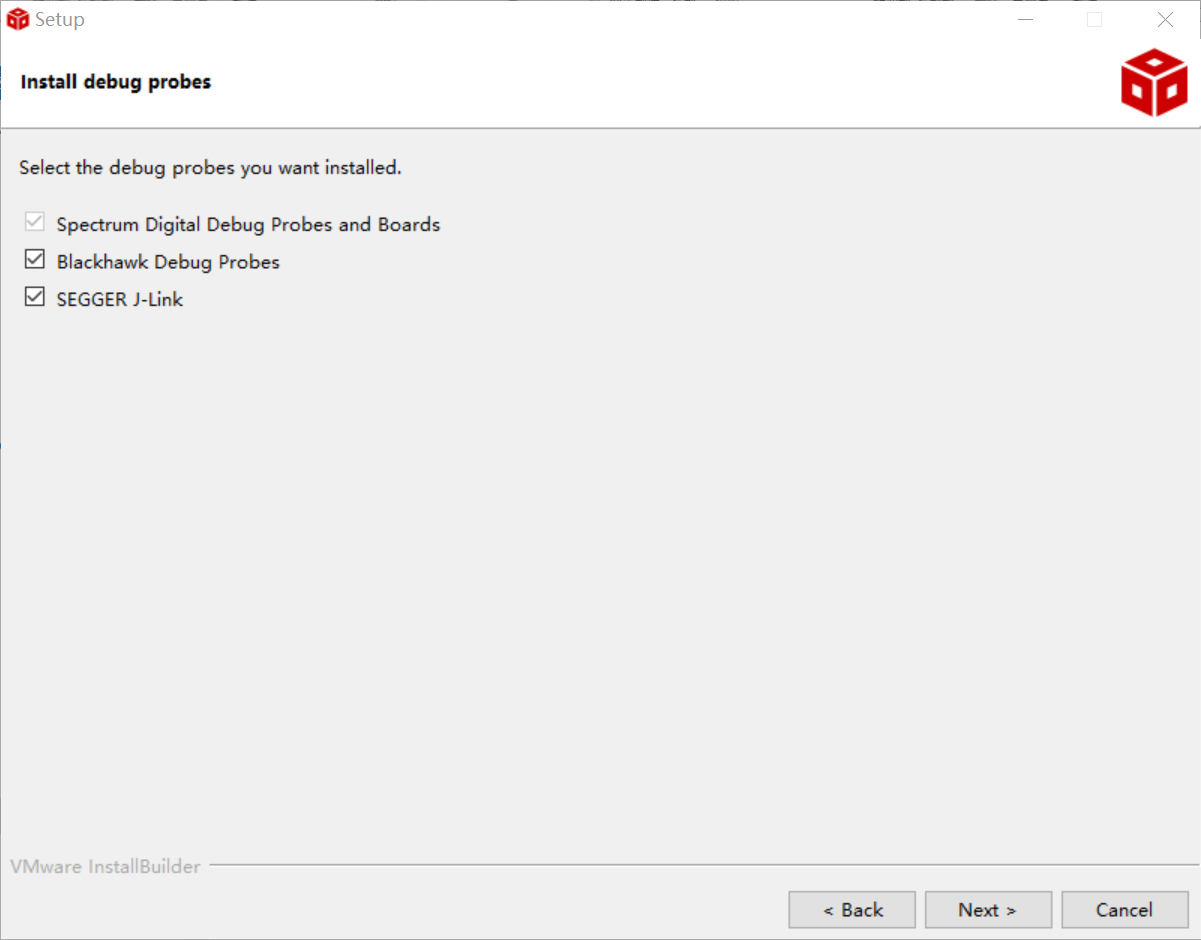 Setup
Install debug probes
Select the debug probes you want installed.
Spectrum Digital Debug Probes and Boards
Blackhawk Debug Probes
SEGGER J-Link
VMware InstallBuilder
< Back
Next >
Cancel